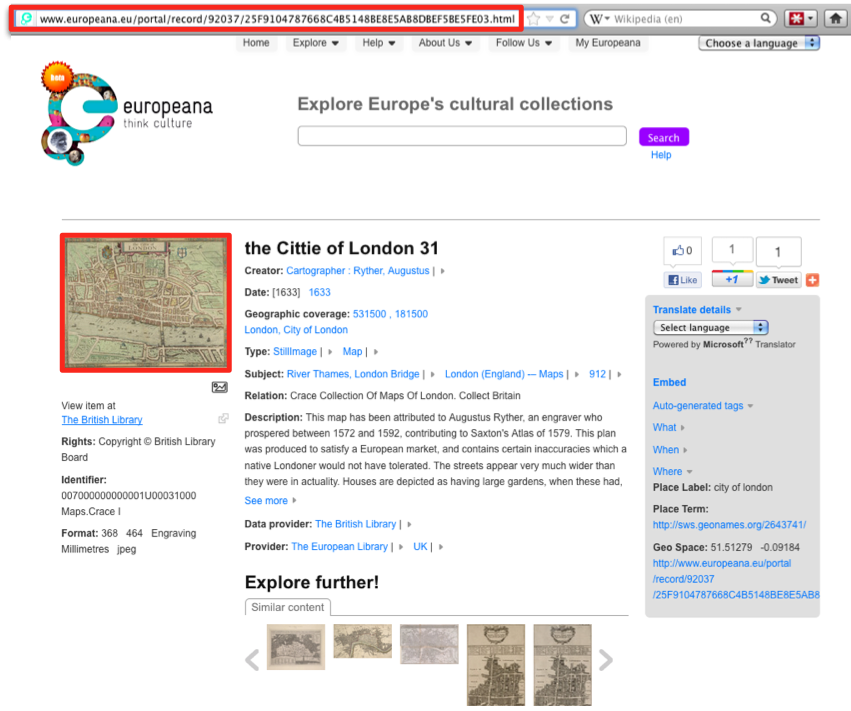 www.europeana.eu/portal/record/92037/25F9104787668C4B5148BE8E5AB8DBEF5BE5FE03.html
W Wikipedia (en)
Home Explore Help About Us Follow Us My Europeana Choose a language
beta
europeana
think culture
Explore Europe's cultural collections
Search
Help
LONDON
the Cittie of London 31
Creator: Cartographer : Ryther, Augustus |
Date: [1633] 1633
Geographic coverage: 531500 , 181500
London, City of London
Type: StillImage | Map |
Subject: River Thames, London Bridge | London (England) --- Maps | 912 |
Relation: Crace Collection Of Maps Of London. Collect Britain
Description: This map has been attributed to Augustus Ryther, an engraver who
prospered between 1572 and 1592, contributing to Saxton's Atlas of 1579. This plan
was produced to satisfy a European market, and contains certain inaccuracies which a
native Londoner would not have tolerated. The streets appear very much wider than
they were in actuality. Houses are depicted as having large gardens, when these had,
See more
Data provider: The British Library |
Provider: The European Library | UK |
View item at
The British Library
Rights: Copyright © British Library
Board
Identifier:
007000000000001U00031000
Maps.Crace I
Format: 368 464 Engraving
Millimetres jpeg
0 1 1
Like +1 Tweet
Translate details
Select language
Powered by Microsoft?? Translator
Embed
Auto-generated tags
What
When
Where
Place Label: city of london
Place Term:
http://sws.geonames.org/2643741/
Geo Space: 51.51279 -0.09184
http://www.europeana.eu/portal
/record/92037
/25F9104787668C4B5148BE8E5AB8
Explore further!
Similar content